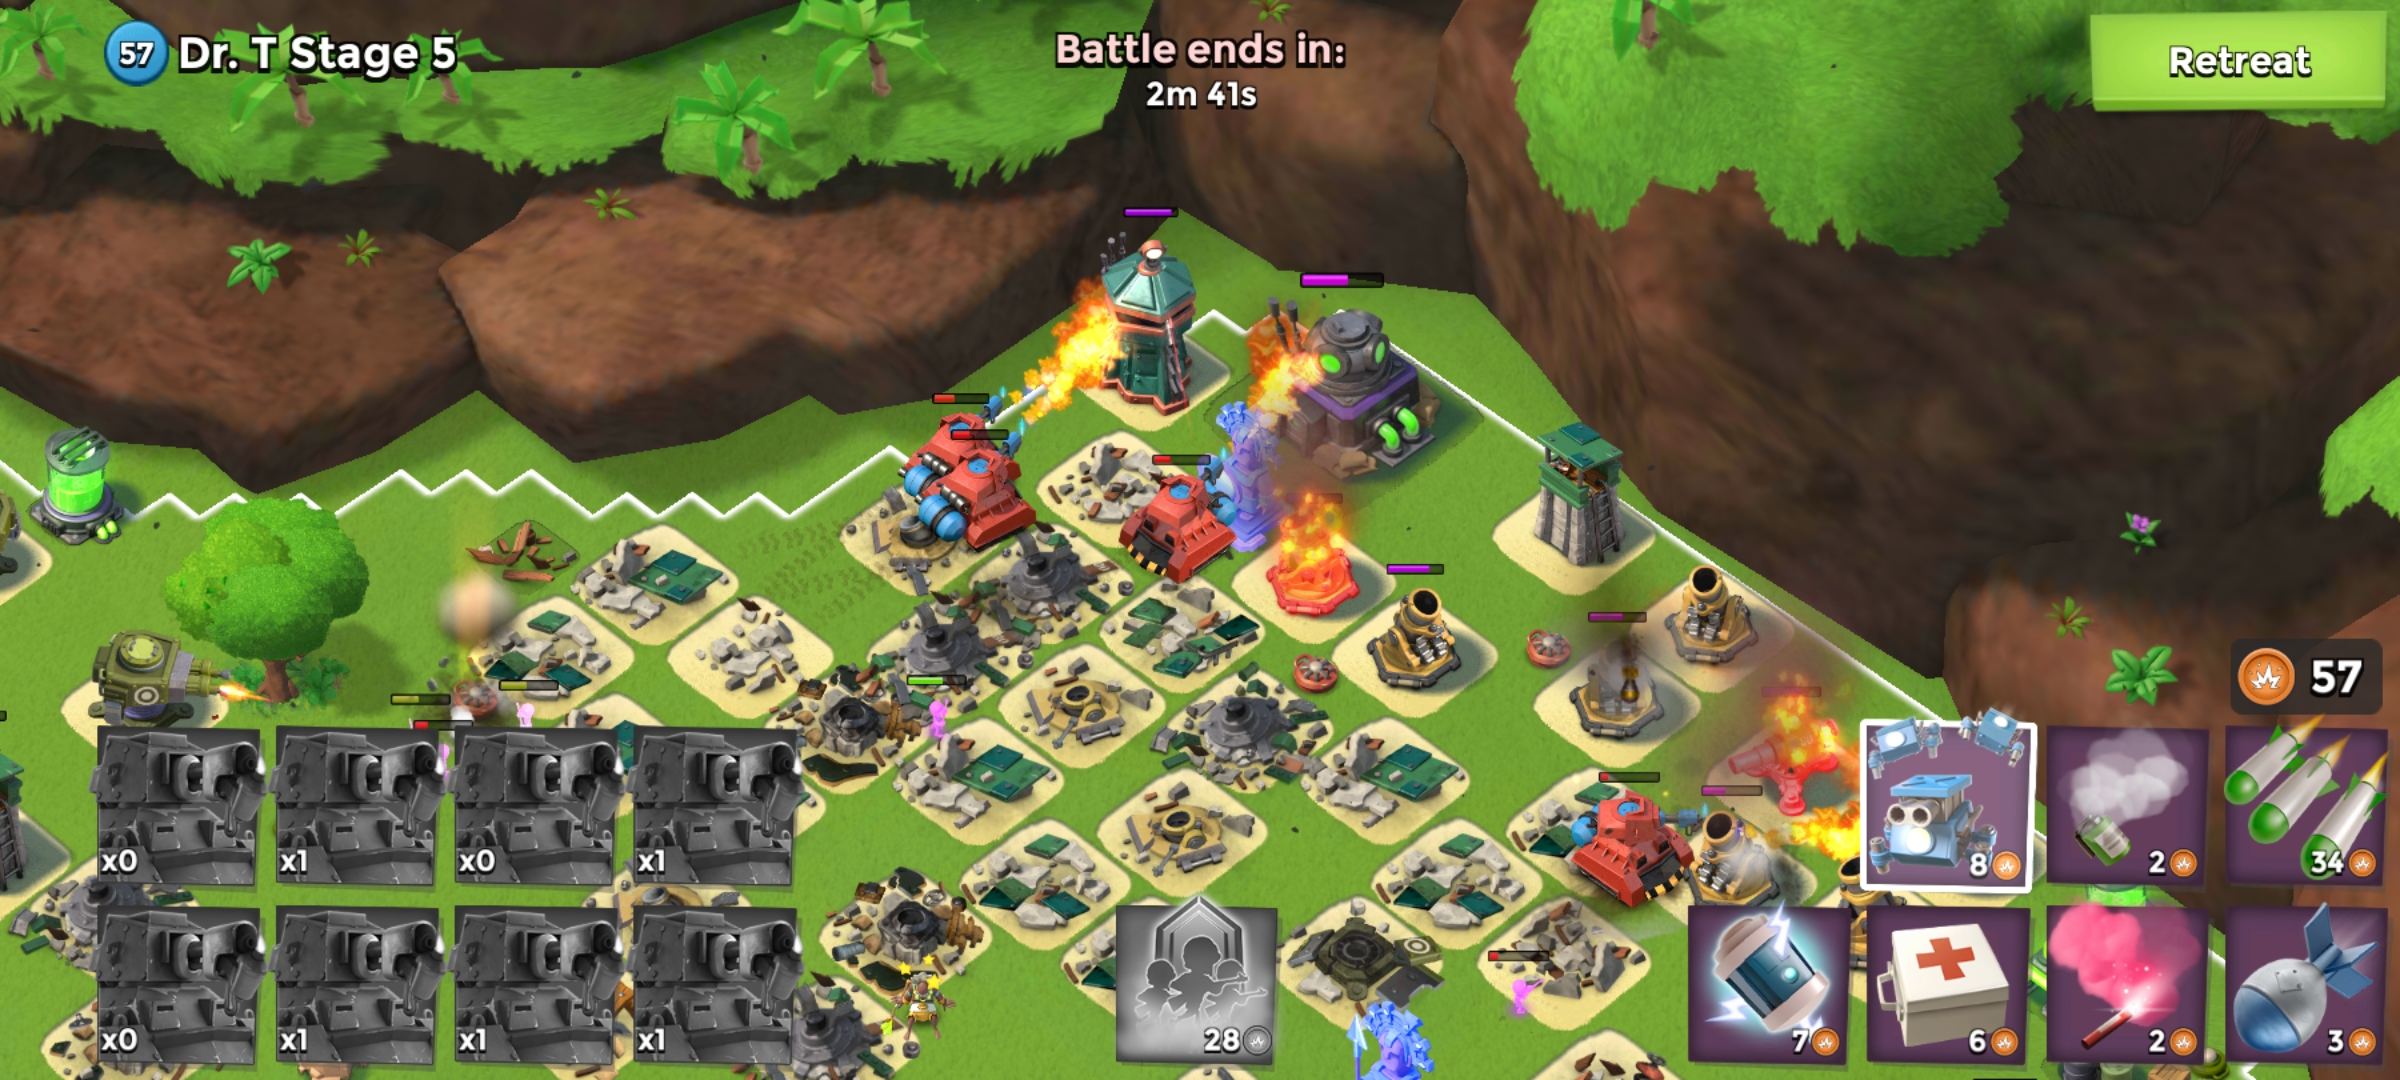 57 Dr. T Stage 5
Battle ends in:
2m 41s
Retreat
57
x0 x1 x0 x1
8 2 34
x0 x1 x1 x1
28
7 6 2 3